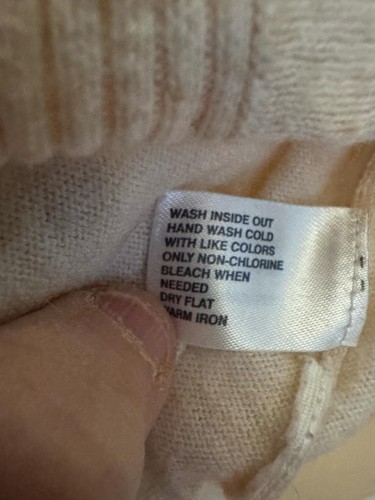 WASH INSIDE OUT
HAND WASH COLD
WITH LIKE COLORS
ONLY NON-CHLORINE
BLEACH WHEN
NEEDED
DRY FLAT
WARM IRON